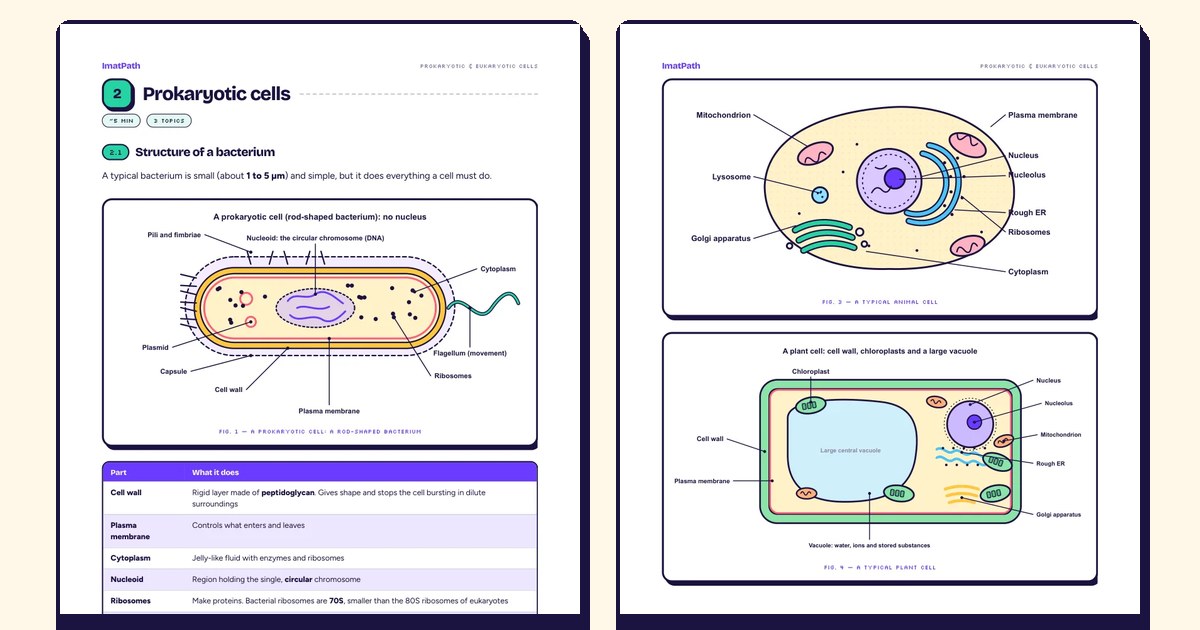 ImatPath
PROKARYOTIC & EUKARYOTIC CELLS
2
Prokaryotic cells
~5 MIN
3 TOPICS
2.1
Structure of a bacterium
A typical bacterium is small (about 1 to 5 µm) and simple, but it does everything a cell must do.
A prokaryotic cell (rod-shaped bacterium): no nucleus
Pili and fimbriae
Nucleoid: the circular chromosome (DNA)
Cytoplasm
Plasmid
Flagellum (movement)
Capsule
Ribosomes
Cell wall
Plasma membrane
FIG. 1 — A PROKARYOTIC CELL: A ROD-SHAPED BACTERIUM
Part What it does
Cell wall Rigid layer made of peptidoglycan. Gives shape and stops the cell bursting in dilute
surroundings
Plasma Controls what enters and leaves
membrane
Cytoplasm Jelly-like fluid with enzymes and ribosomes
Nucleoid Region holding the single, circular chromosome
Ribosomes Make proteins. Bacterial ribosomes are 70S, smaller than the 80S ribosomes of eukaryotes
ImatPath
PROKARYOTIC & EUKARYOTIC CELLS
Mitochondrion
Plasma membrane
Nucleus
Lysosome
Nucleolus
Rough ER
Ribosomes
Golgi apparatus
Cytoplasm
FIG. 3 — A TYPICAL ANIMAL CELL
A plant cell: cell wall, chloroplasts and a large vacuole
Chloroplast
Nucleus
Nucleolus
Mitochondrion
Cell wall
Large central vacuole
Rough ER
Plasma membrane
Golgi apparatus
Vacuole: water, ions and stored substances
FIG. 4 — A TYPICAL PLANT CELL